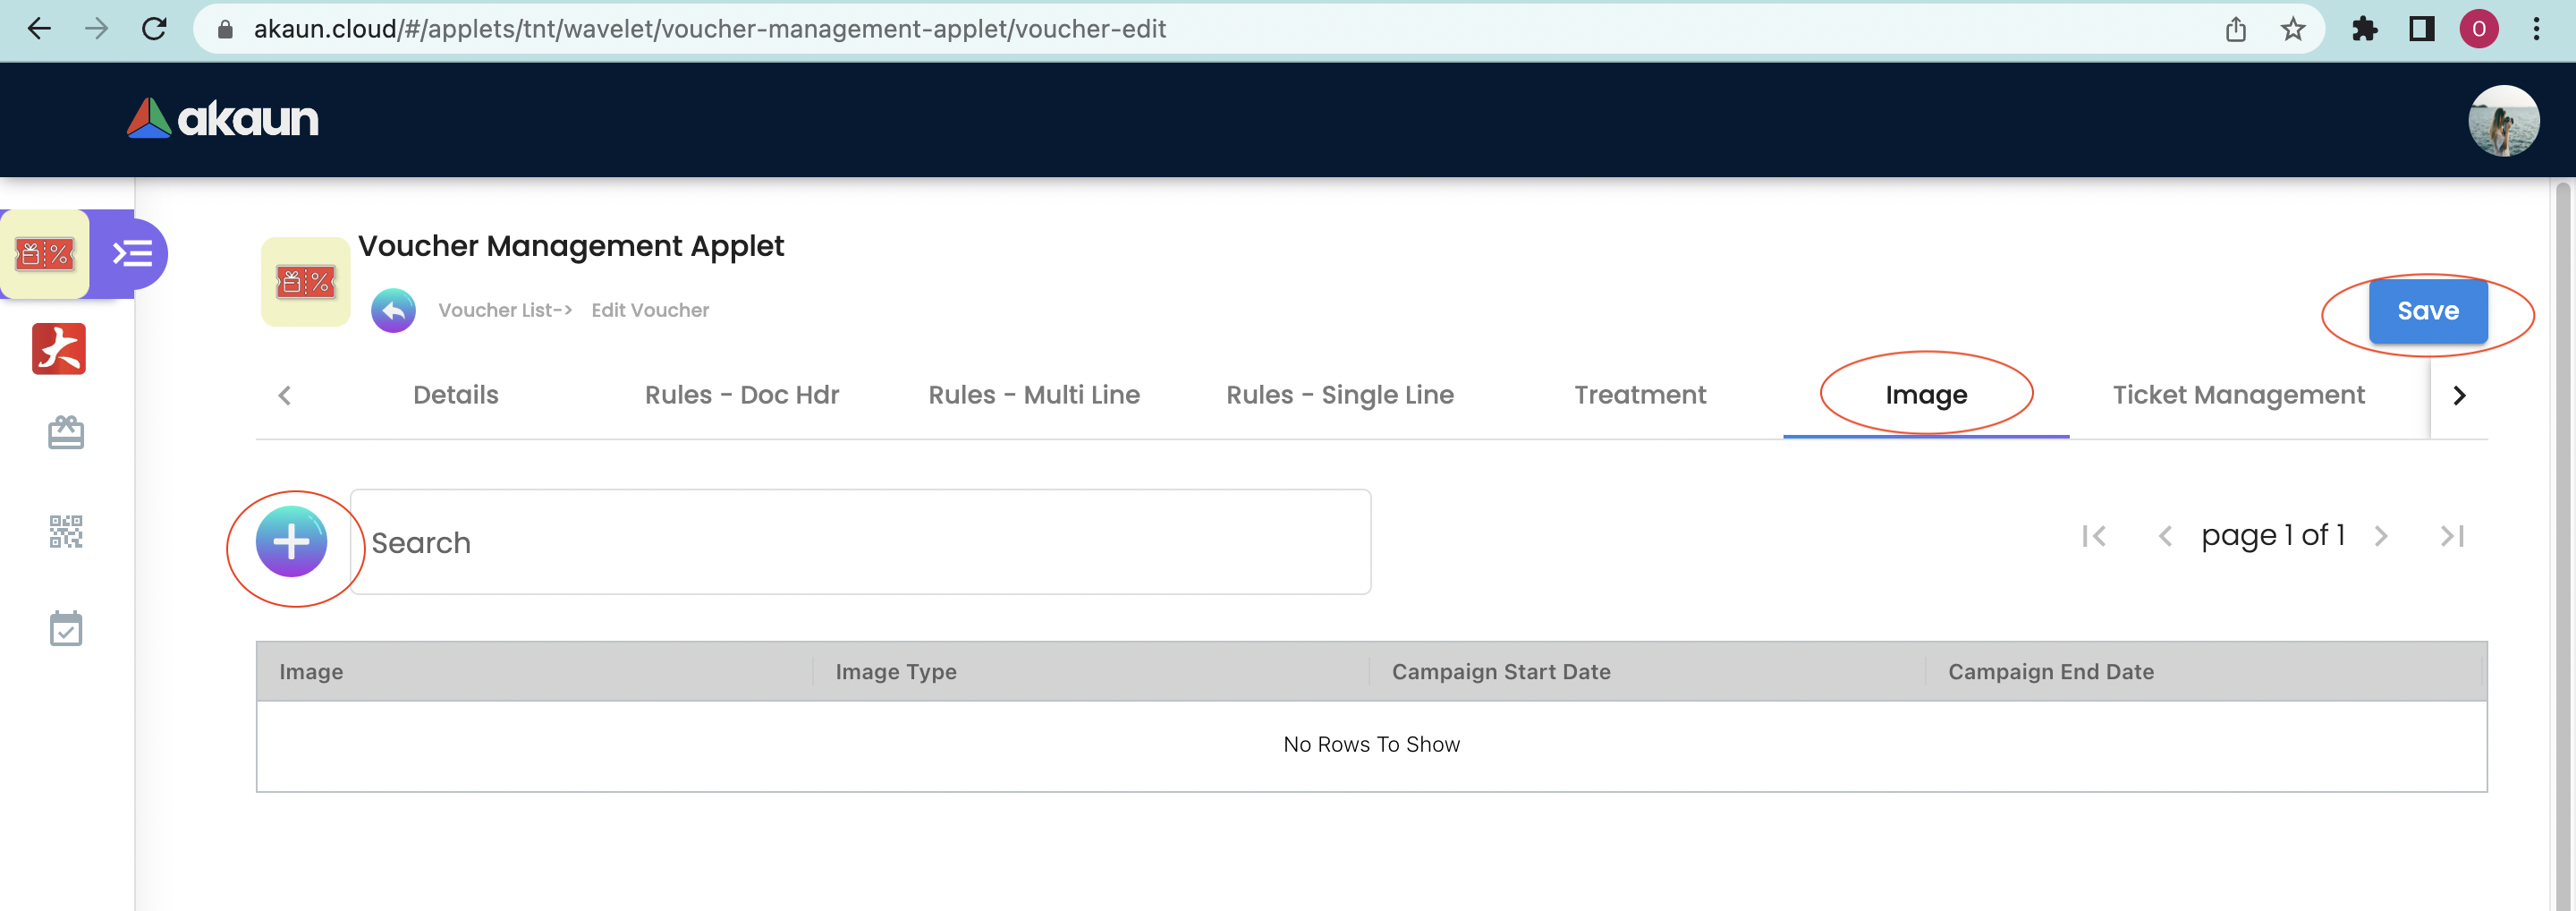 akaun.cloud/#/applets/tnt/wavelet/voucher-management-applet/voucher-edit
O
akaun
Voucher Management Applet
Voucher List-> Edit Voucher
Save
Details Rules - Doc Hdr Rules - Multi Line Rules - Single Line Treatment Image Ticket Management
Search
page 1 of 1
Image Image Type Campaign Start Date Campaign End Date
No Rows To Show